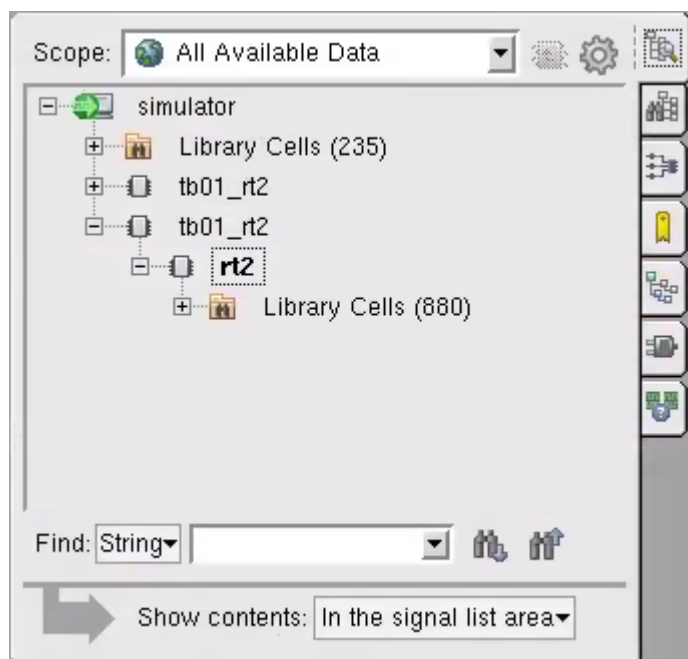 Scope: All Available Data
simulator
Library Cells (235)
tb01_rt2
tb01_rt2
rt2
Library Cells (880)
Find: String
Show contents: In the signal list area